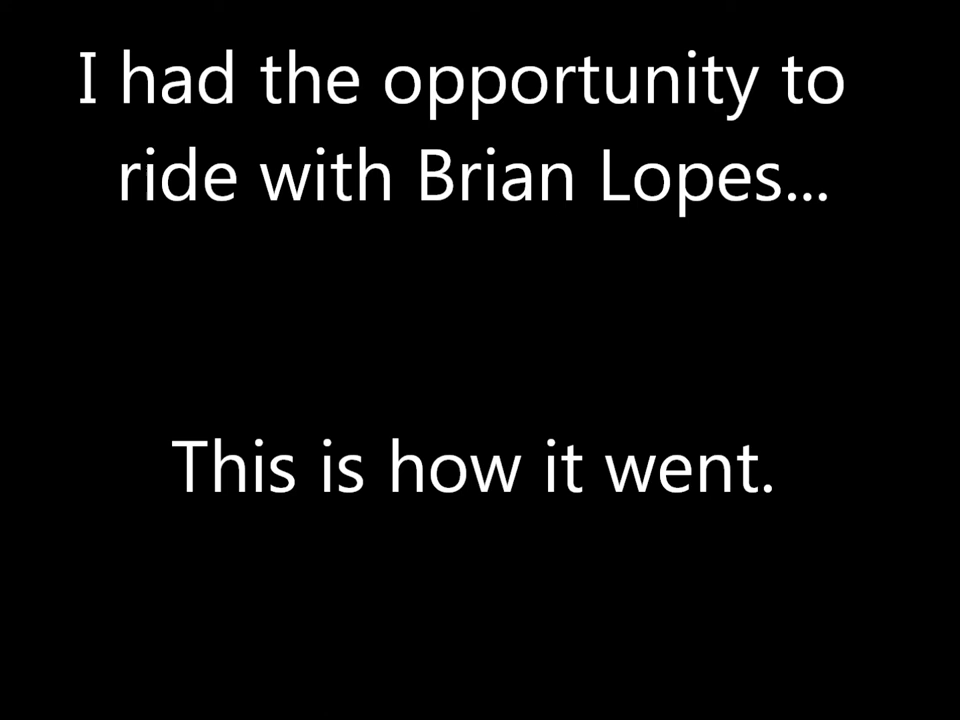 I had the opportunity to
ride with Brian Lopes...
This is how it went.